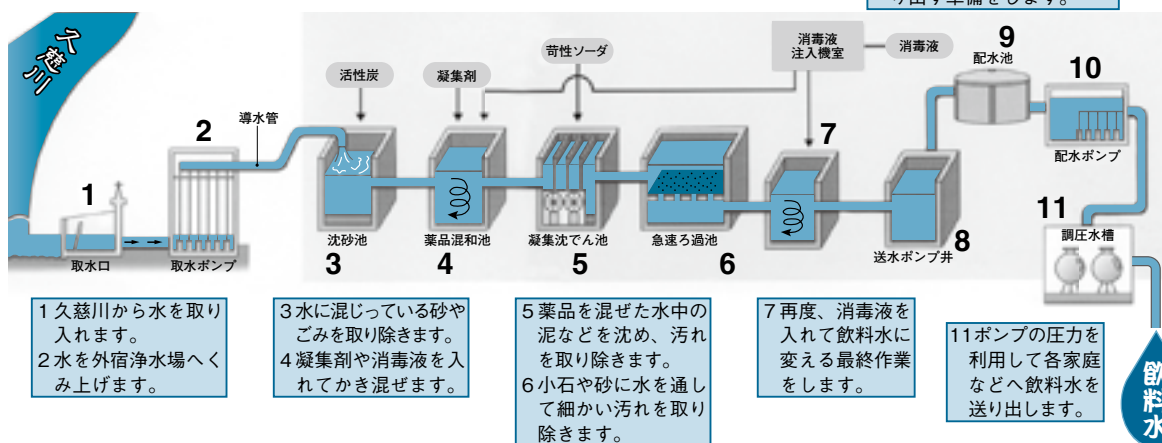 り出す準備をします。
久慈川
導水管
活性炭
凝集剤
苛性ソーダ
消毒液
注入機室
消毒液
1
取水口
2
取水ポンプ
沈砂池
3
薬品混和池
4
凝集沈でん池
5
急速ろ過池
6
7
送水ポンプ井
8
9
配水池
10
配水ポンプ
11
調圧水槽
飲料水
1 久慈川から水を取り
入れます。
2 水を外宿浄水場へく
み上げます。
3 水に混じっている砂や
ごみを取り除きます。
4 凝集剤や消毒液を入
れてかき混ぜます。
5 薬品を混ぜた水中の
泥などを沈め、汚れ
を取り除きます。
6 小石や砂に水を通し
て細かい汚れを取り
除きます。
7 再度、消毒液を
入れて飲料水に
変える最終作業
をします。
11 ポンプの圧力を
利用して各家庭
などへ飲料水を
送り出します。